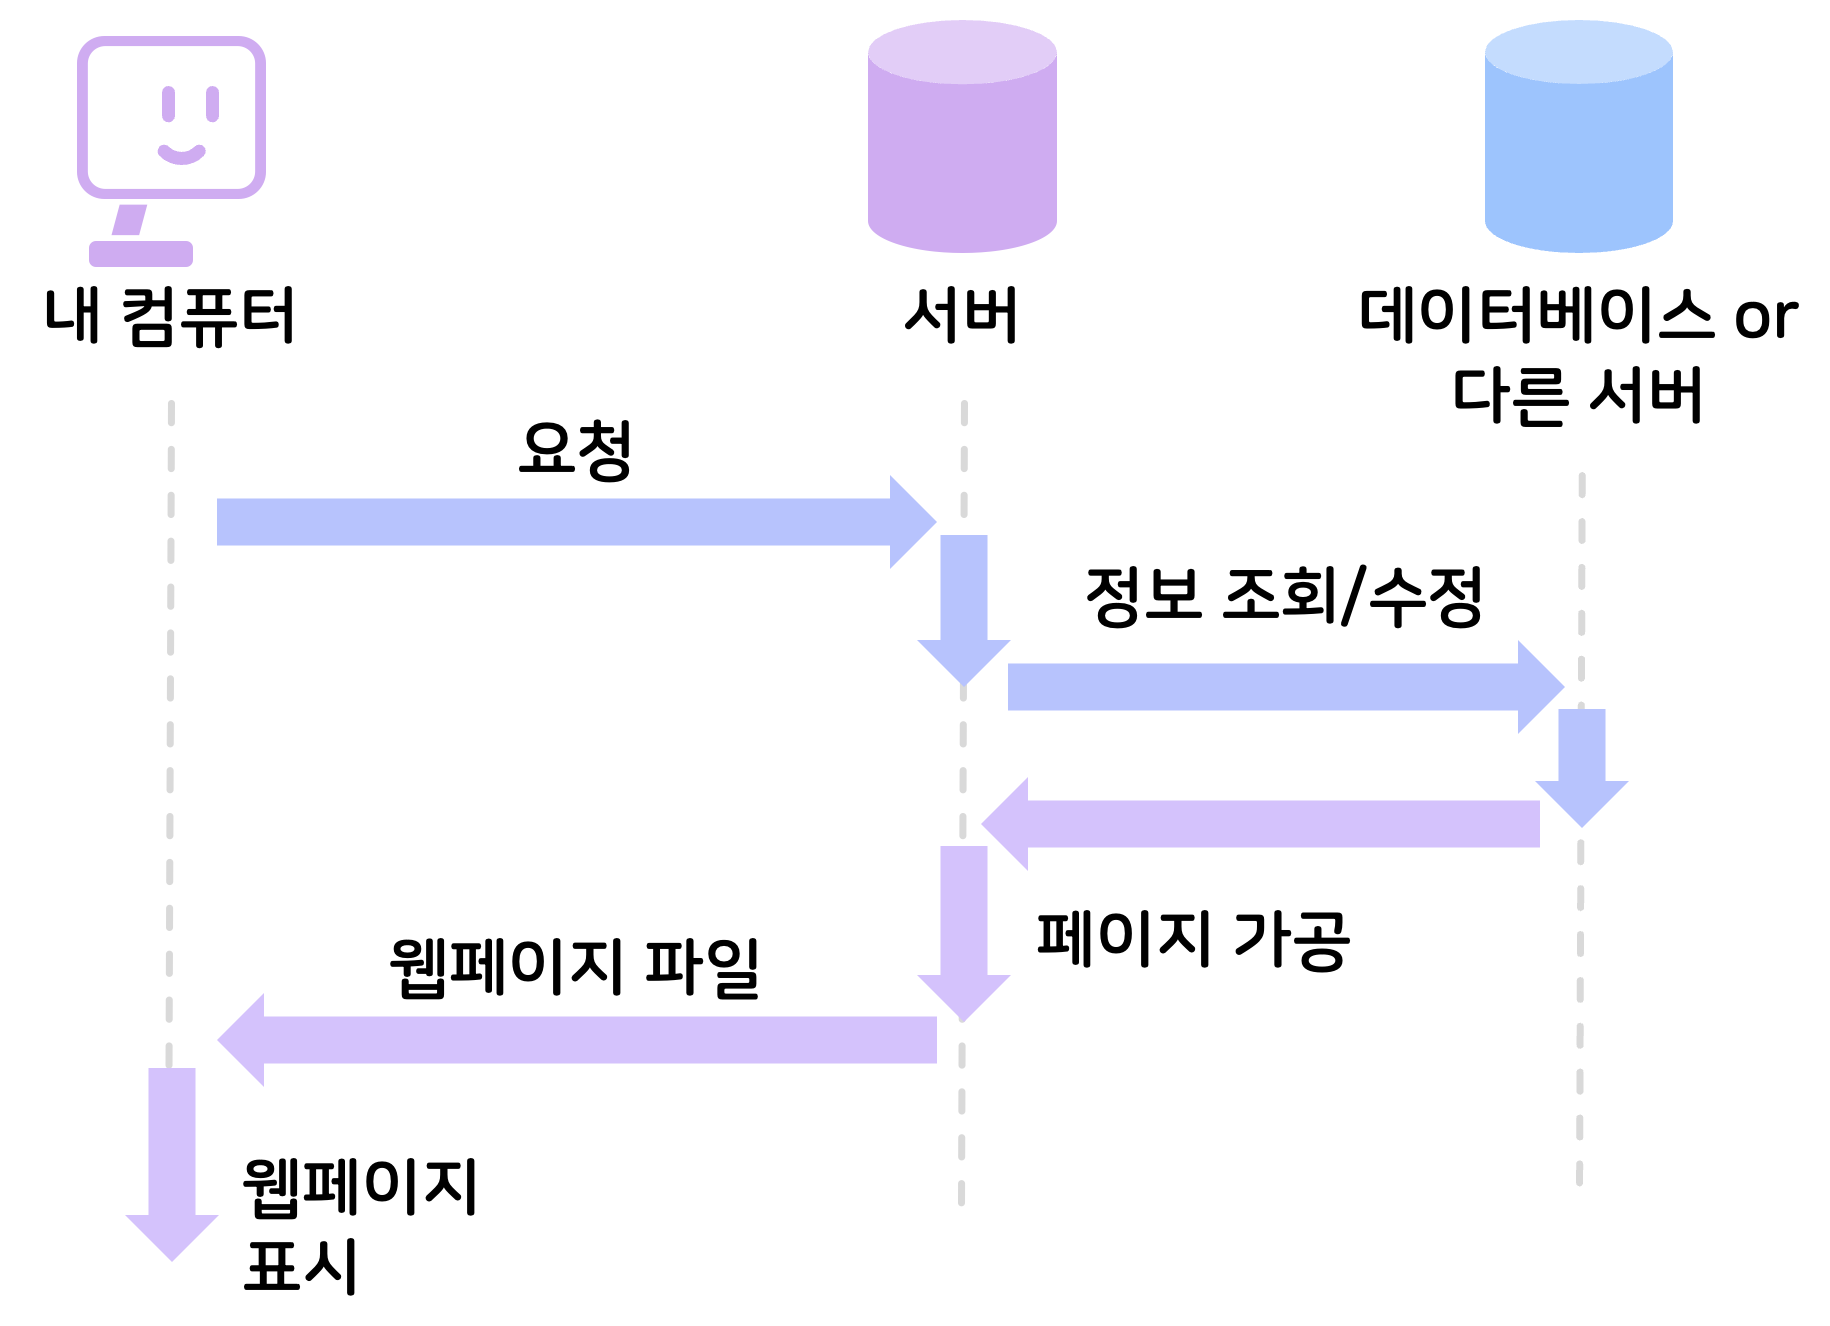 내 컴퓨터
서버
데이터베이스 or
다른 서버
요청
정보 조회/수정
페이지 가공
웹페이지 파일
웹페이지
표시